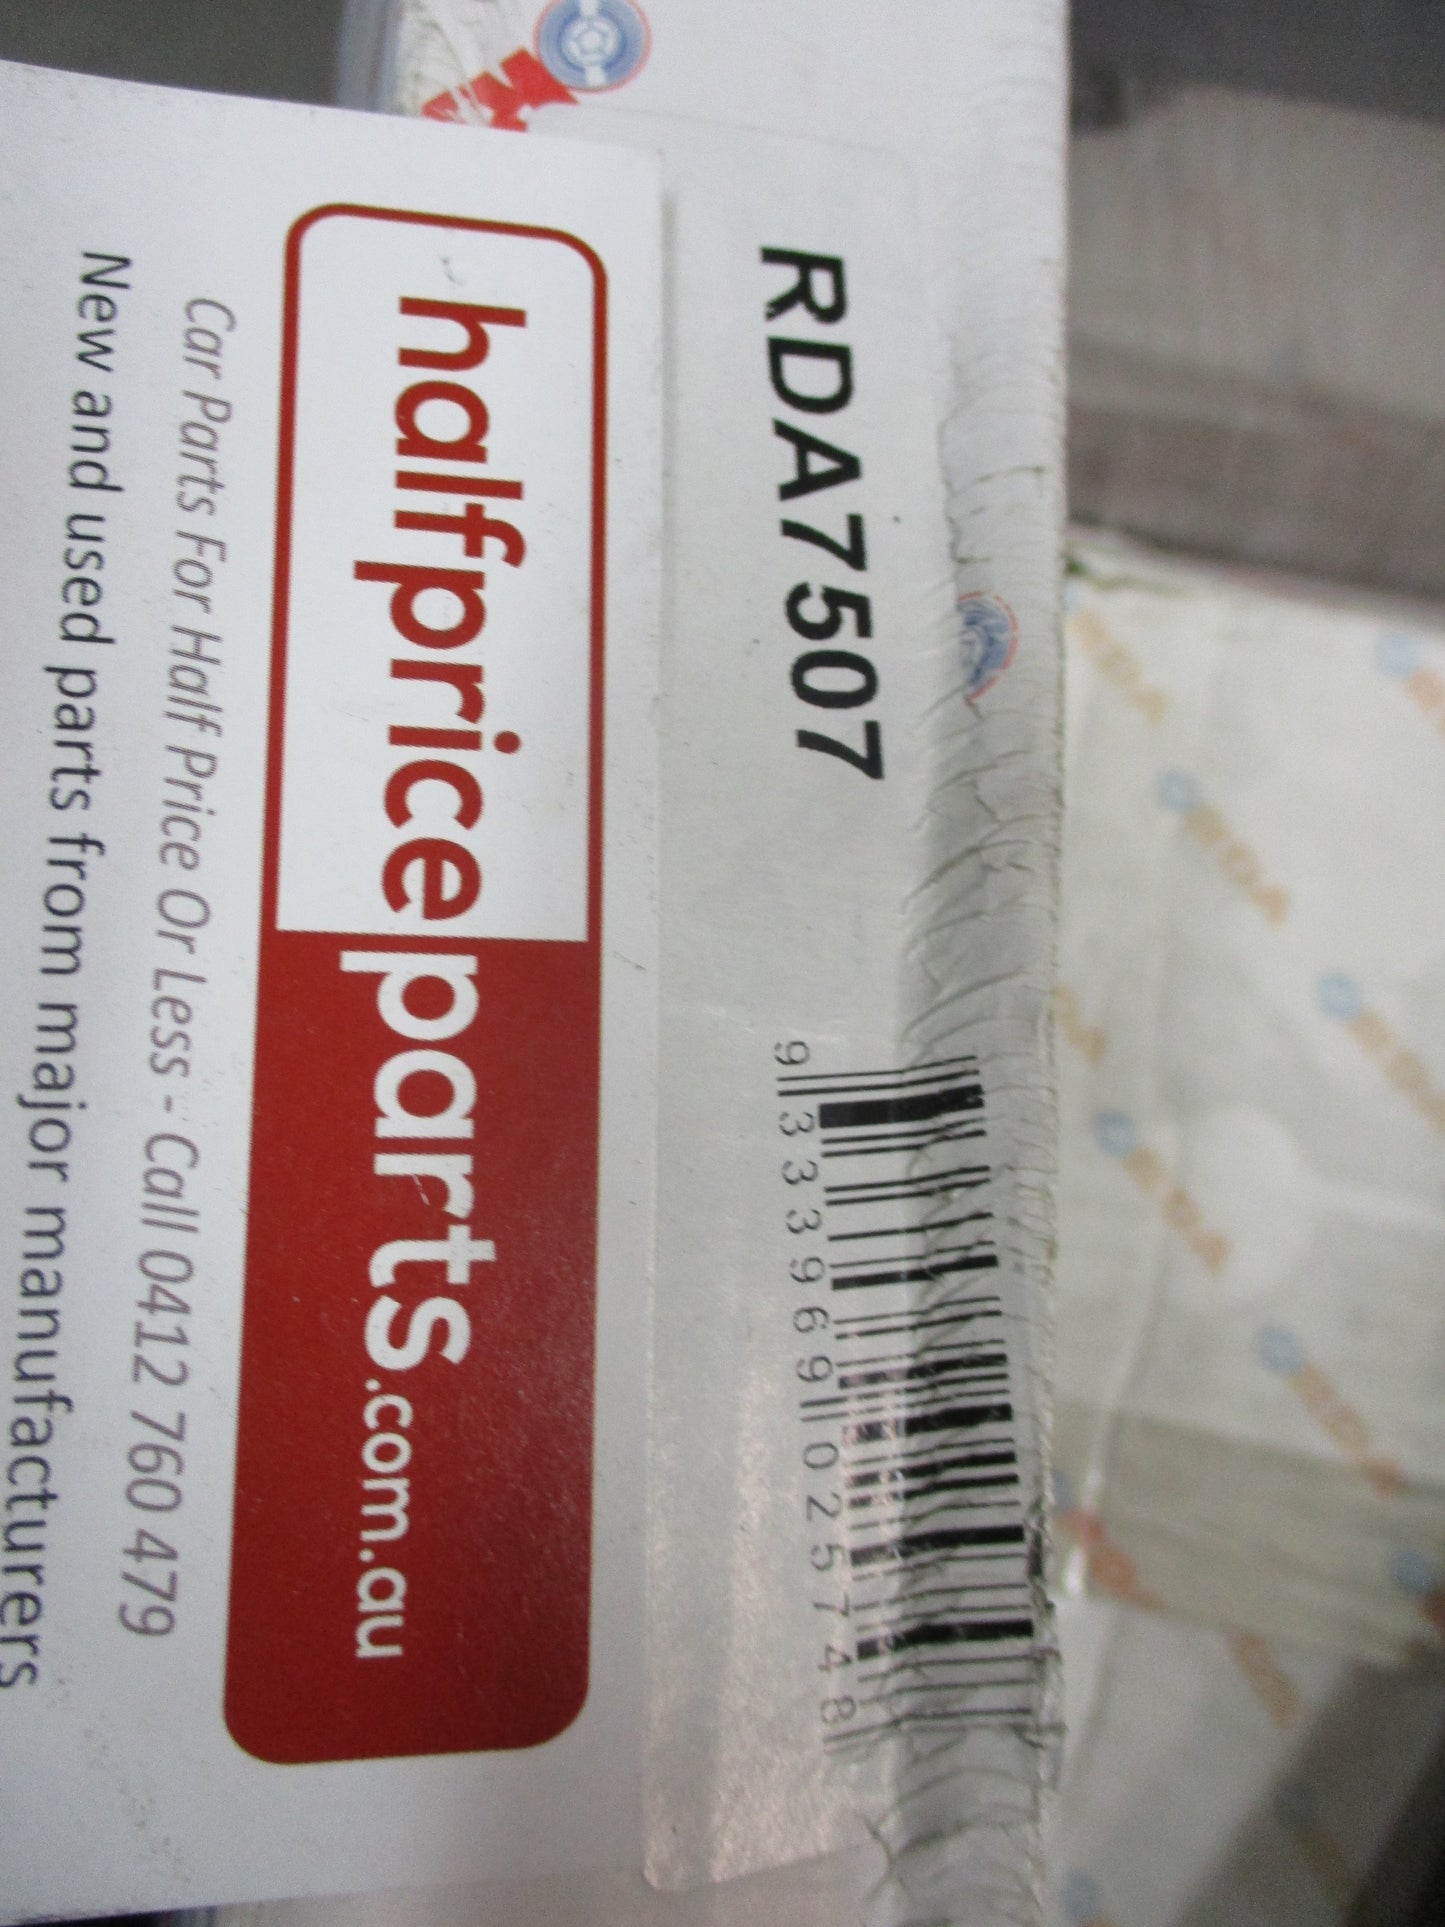 RDA7507
9 333969 025748
halfpriceparts.com.au
Car Parts For Half Price Or Less - Call 0412 760 479
New and used parts from major manufacturers